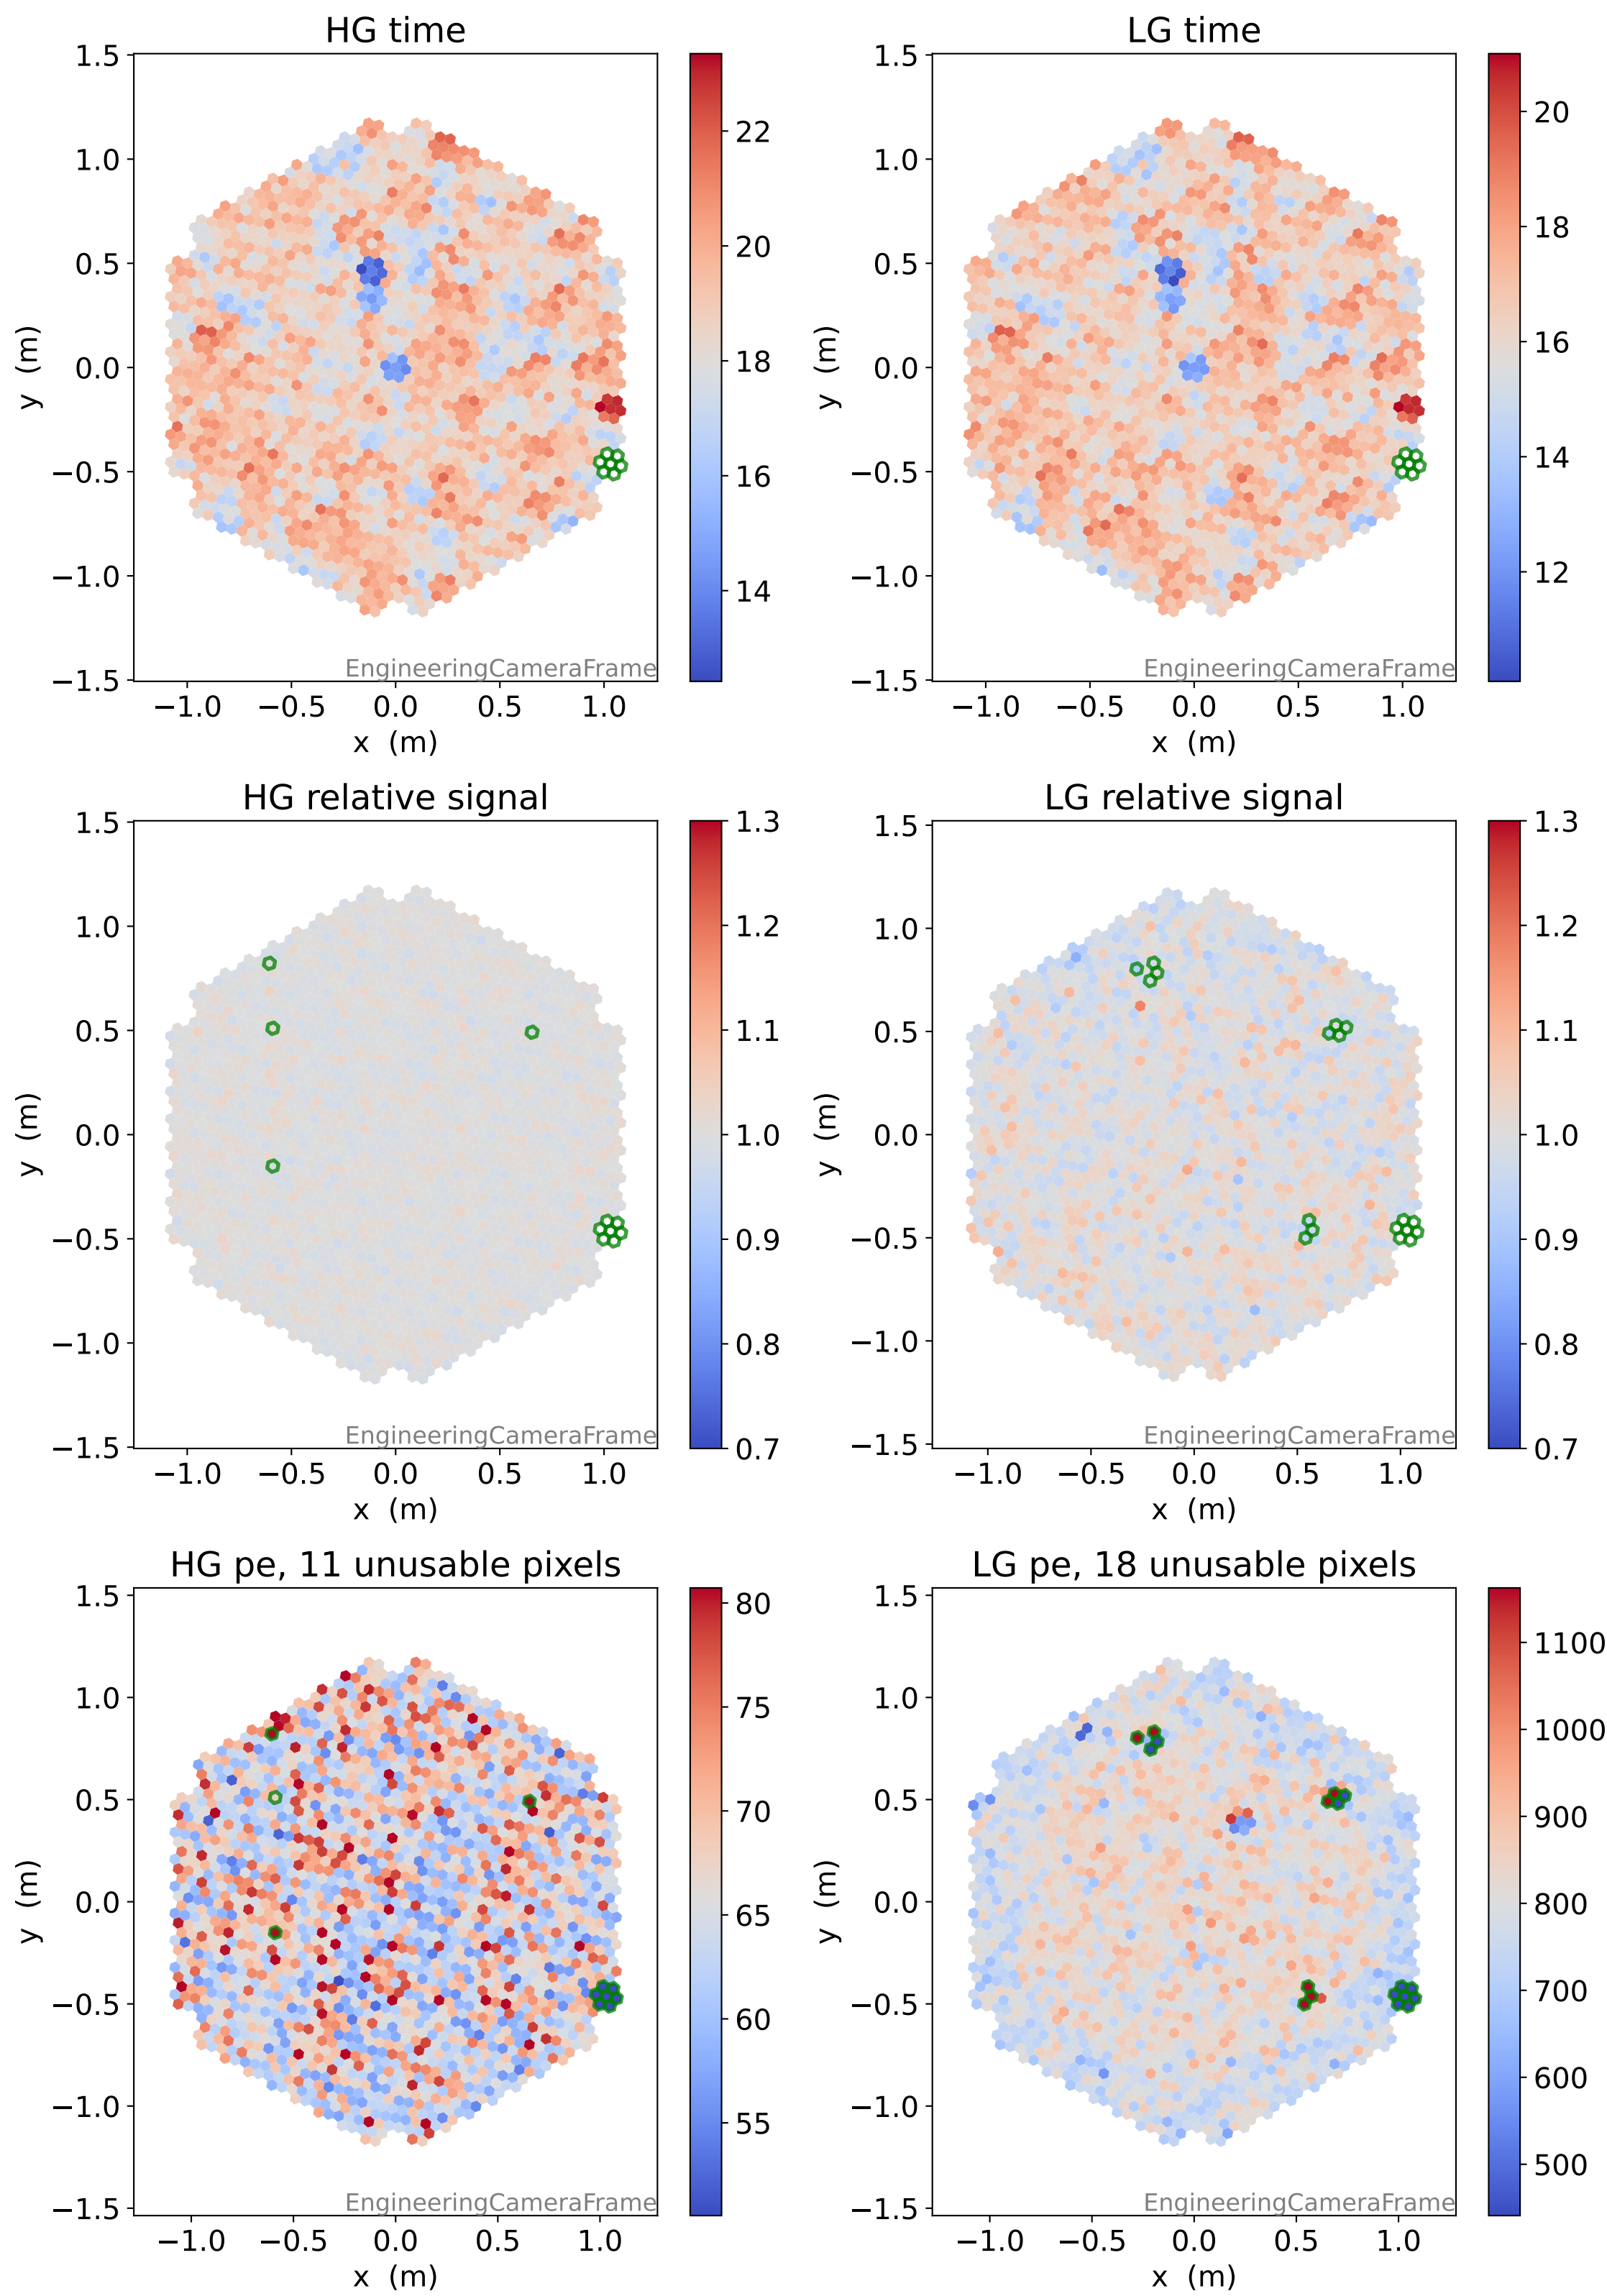 HG time
LG time
1.5
1.0
0.5
0.0
−0.5
−1.0
−1.5
y (m)
−1.0 −0.5 0.0 0.5 1.0
x (m)
EngineeringCameraFrame
22
20
18
16
14
1.5
1.0
0.5
0.0
−0.5
−1.0
−1.5
y (m)
−1.0 −0.5 0.0 0.5 1.0
x (m)
EngineeringCameraFrame
20
18
16
14
12
HG relative signal
LG relative signal
1.5
1.0
0.5
0.0
−0.5
−1.0
−1.5
y (m)
−1.0 −0.5 0.0 0.5 1.0
x (m)
EngineeringCameraFrame
1.3
1.2
1.1
1.0
0.9
0.8
0.7
1.5
1.0
0.5
0.0
−0.5
−1.0
−1.5
y (m)
−1.0 −0.5 0.0 0.5 1.0
x (m)
EngineeringCameraFrame
1.3
1.2
1.1
1.0
0.9
0.8
0.7
HG pe, 11 unusable pixels
LG pe, 18 unusable pixels
1.5
1.0
0.5
0.0
−0.5
−1.0
−1.5
y (m)
−1.0 −0.5 0.0 0.5 1.0
x (m)
EngineeringCameraFrame
80
75
70
65
60
55
1.5
1.0
0.5
0.0
−0.5
−1.0
−1.5
y (m)
−1.0 −0.5 0.0 0.5 1.0
x (m)
EngineeringCameraFrame
1100
1000
900
800
700
600
500